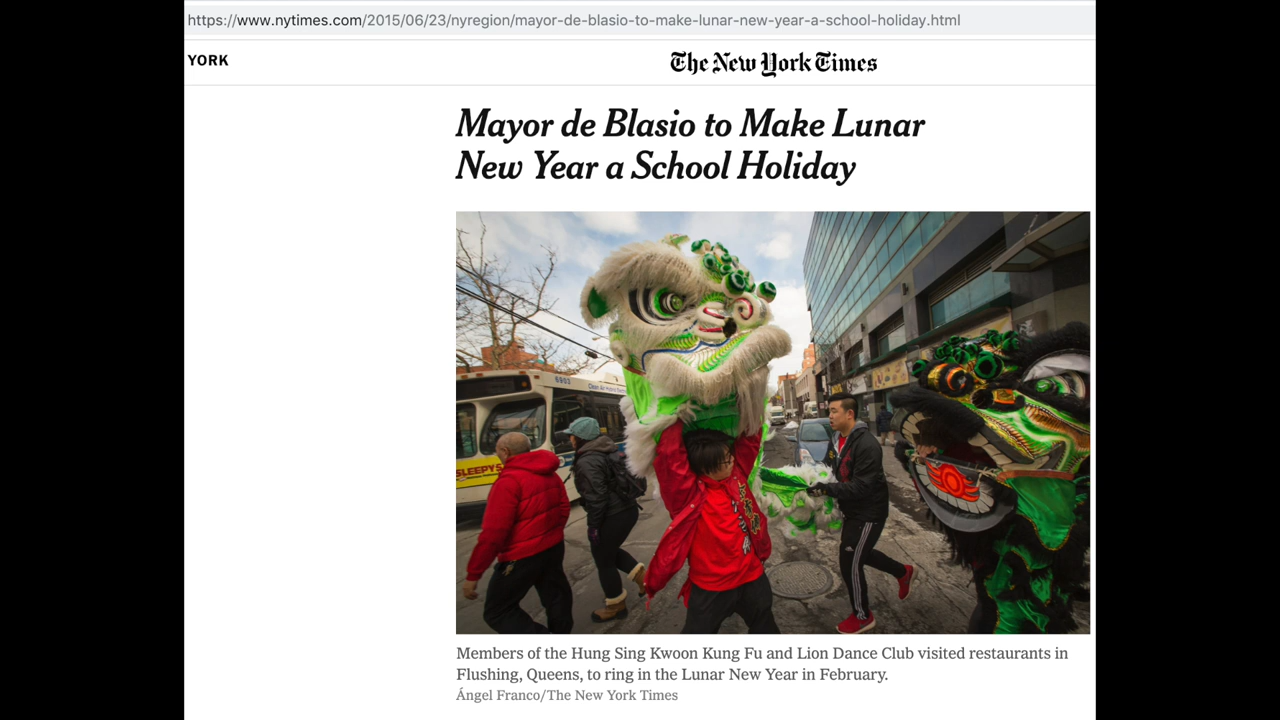 https://www.nytimes.com/2015/06/23/nyregion/mayor-de-blasio-to-make-lunar-new-year-a-school-holiday.html
YORK
The New York Times
Mayor de Blasio to Make Lunar
New Year a School Holiday
6993
SLEEPY'S
Members of the Hung Sing Kwoon Kung Fu and Lion Dance Club visited restaurants in
Flushing, Queens, to ring in the Lunar New Year in February.
Ángel Franco/The New York Times